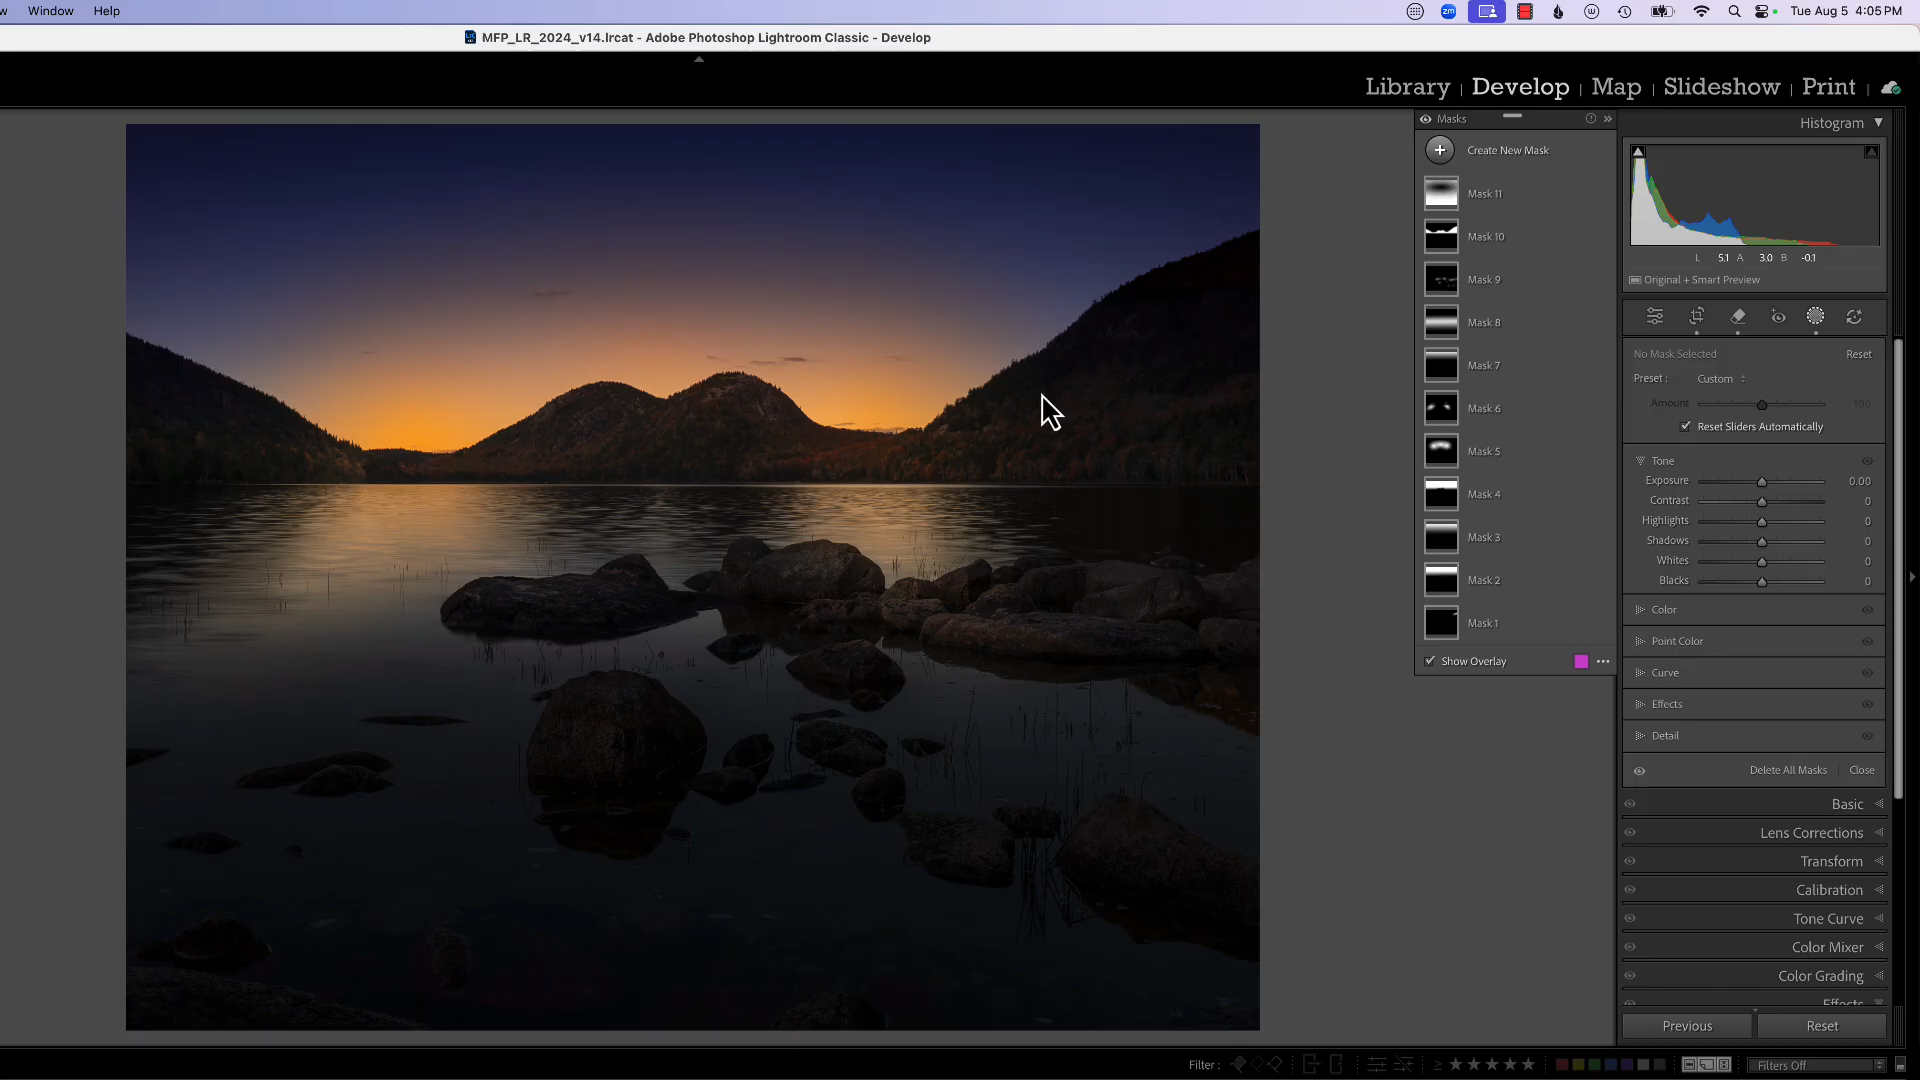 w Window Help
Tue Aug 5 4:05 PM
MFP_LR_2024_v14.lrcat - Adobe Photoshop Lightroom Classic - Develop
Library | Develop | Map | Slideshow | Print |
Masks
Create New Mask
Mask 11
Mask 10
Mask 9
Mask 8
Mask 7
Mask 6
Mask 5
Mask 4
Mask 3
Mask 2
Mask 1
Show Overlay
Histogram
L 5.1 A 3.0 B -0.1
Original + Smart Preview
No Mask Selected Reset
Preset : Custom
Amount 100
Reset Sliders Automatically
Tone
Exposure 0.00
Contrast 0
Highlights 0
Shadows 0
Whites 0
Blacks 0
Color
Point Color
Curve
Effects
Detail
Delete All Masks Close
Basic
Lens Corrections
Transform
Calibration
Tone Curve
Color Mixer
Color Grading
Effects
Previous Reset
Filter : Filters Off